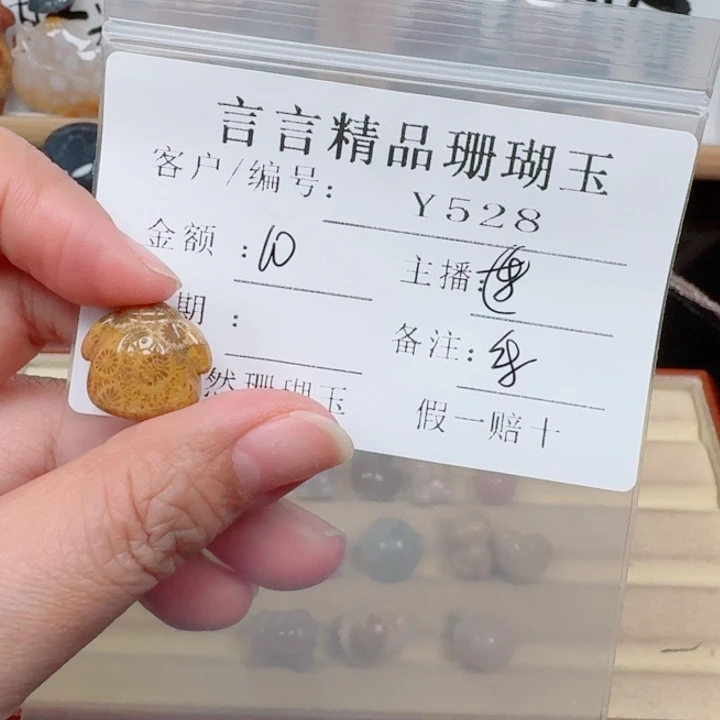 言言精品珊瑚玉
客户/编号: Y528
金额: 10 主播:
期:
备注:
然珊瑚玉 假一赔十